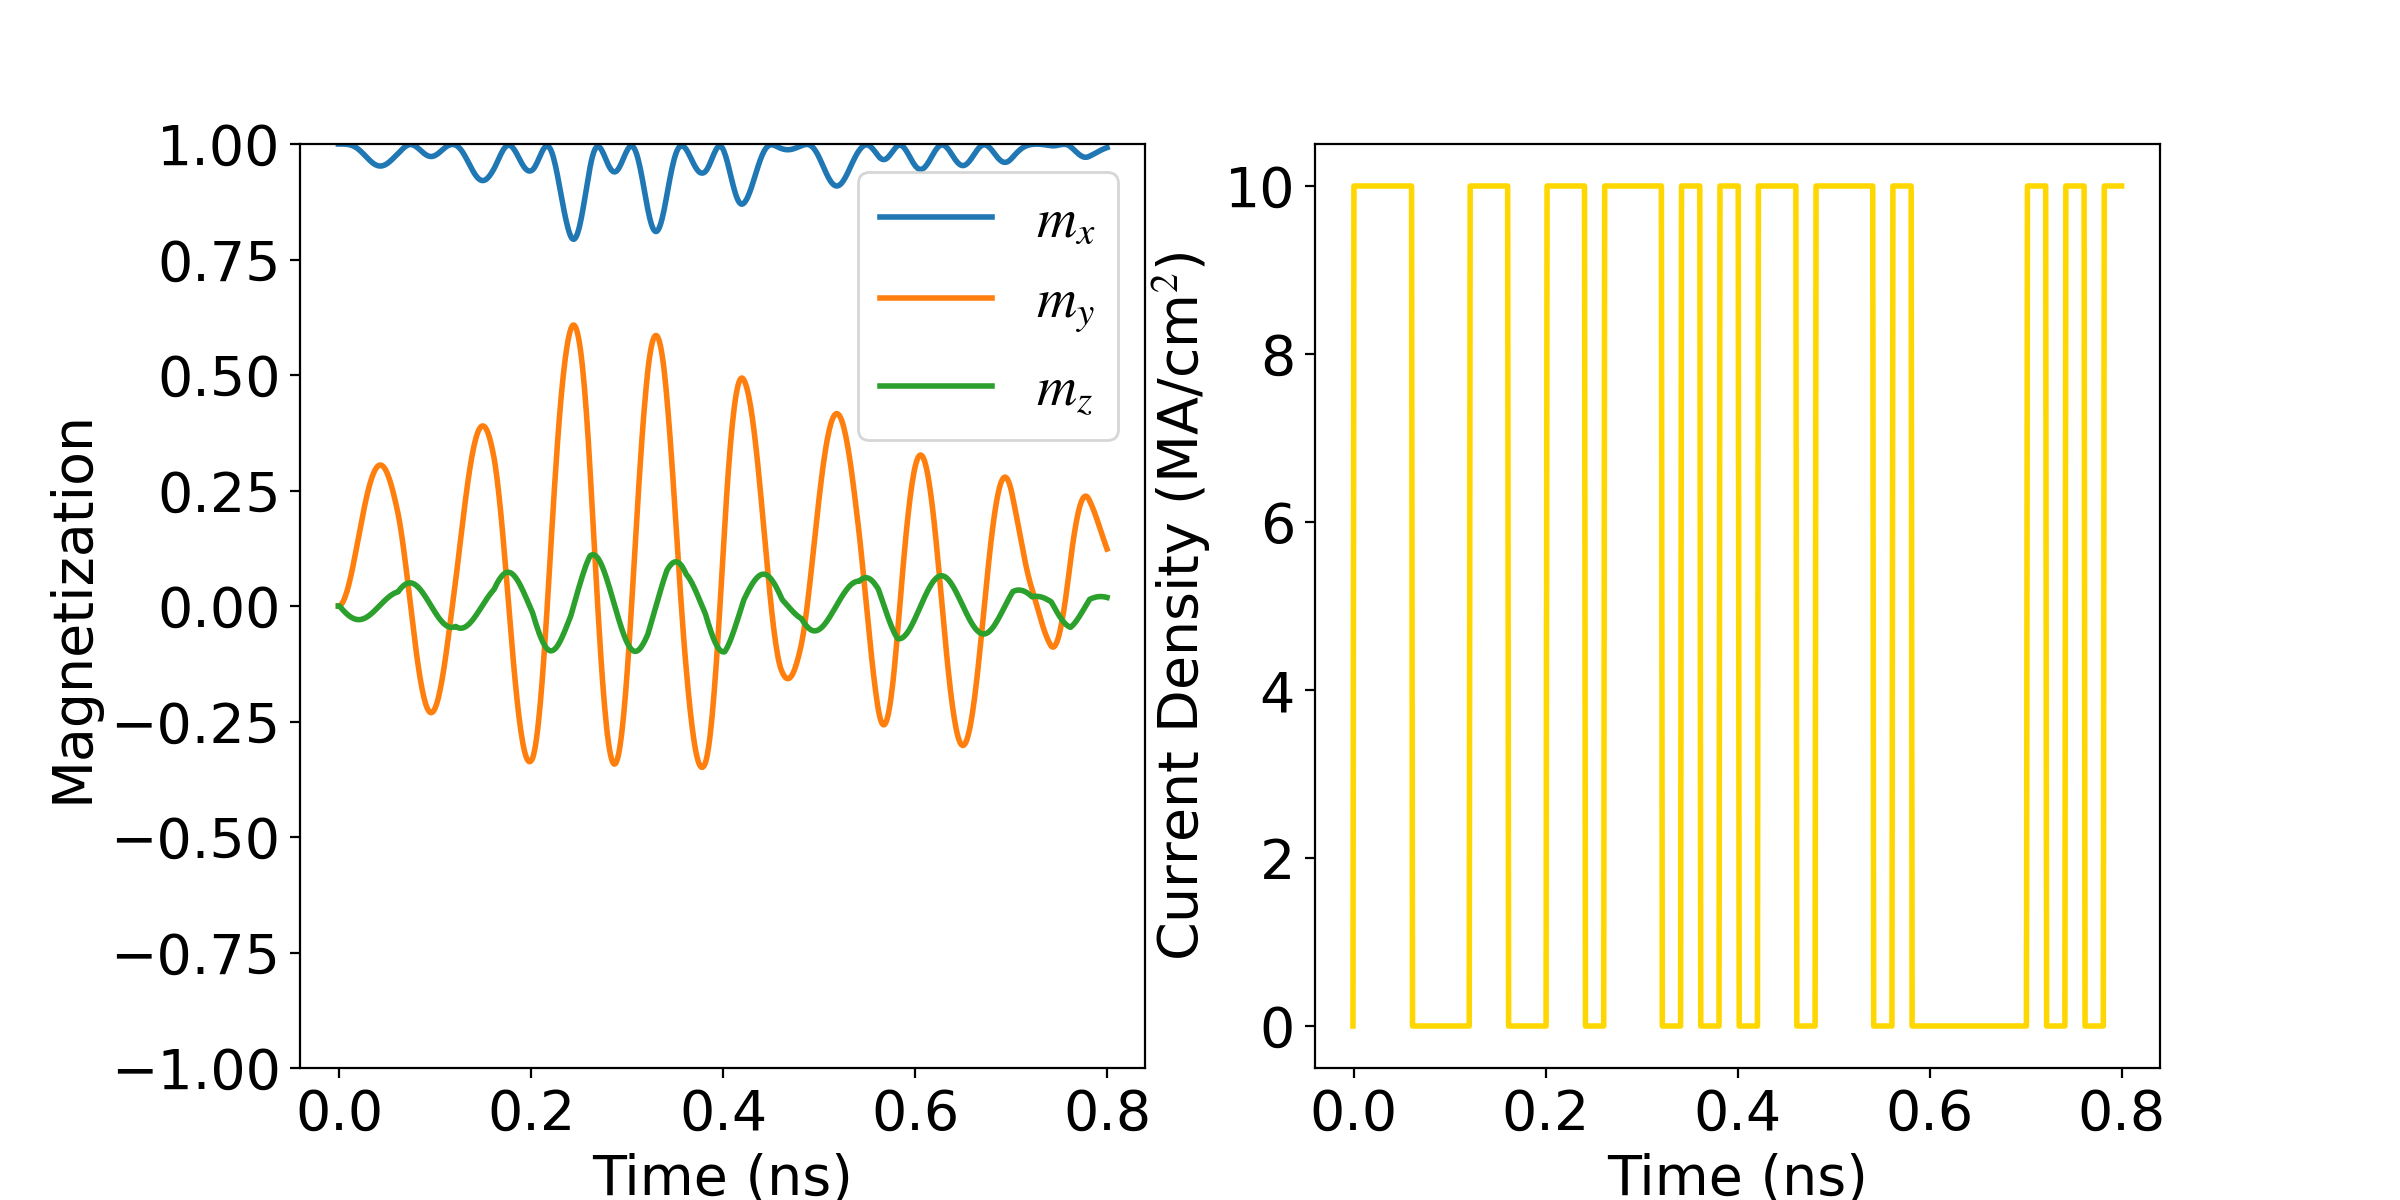 1.00
0.75
0.50
0.25
0.00
−0.25
−0.50
−0.75
−1.00
Magnetization
0.0 0.2 0.4 0.6 0.8
Time (ns)
m_x
m_y
m_z
10
8
6
4
2
0
Current Density (MA/cm²)
0.0 0.2 0.4 0.6 0.8
Time (ns)